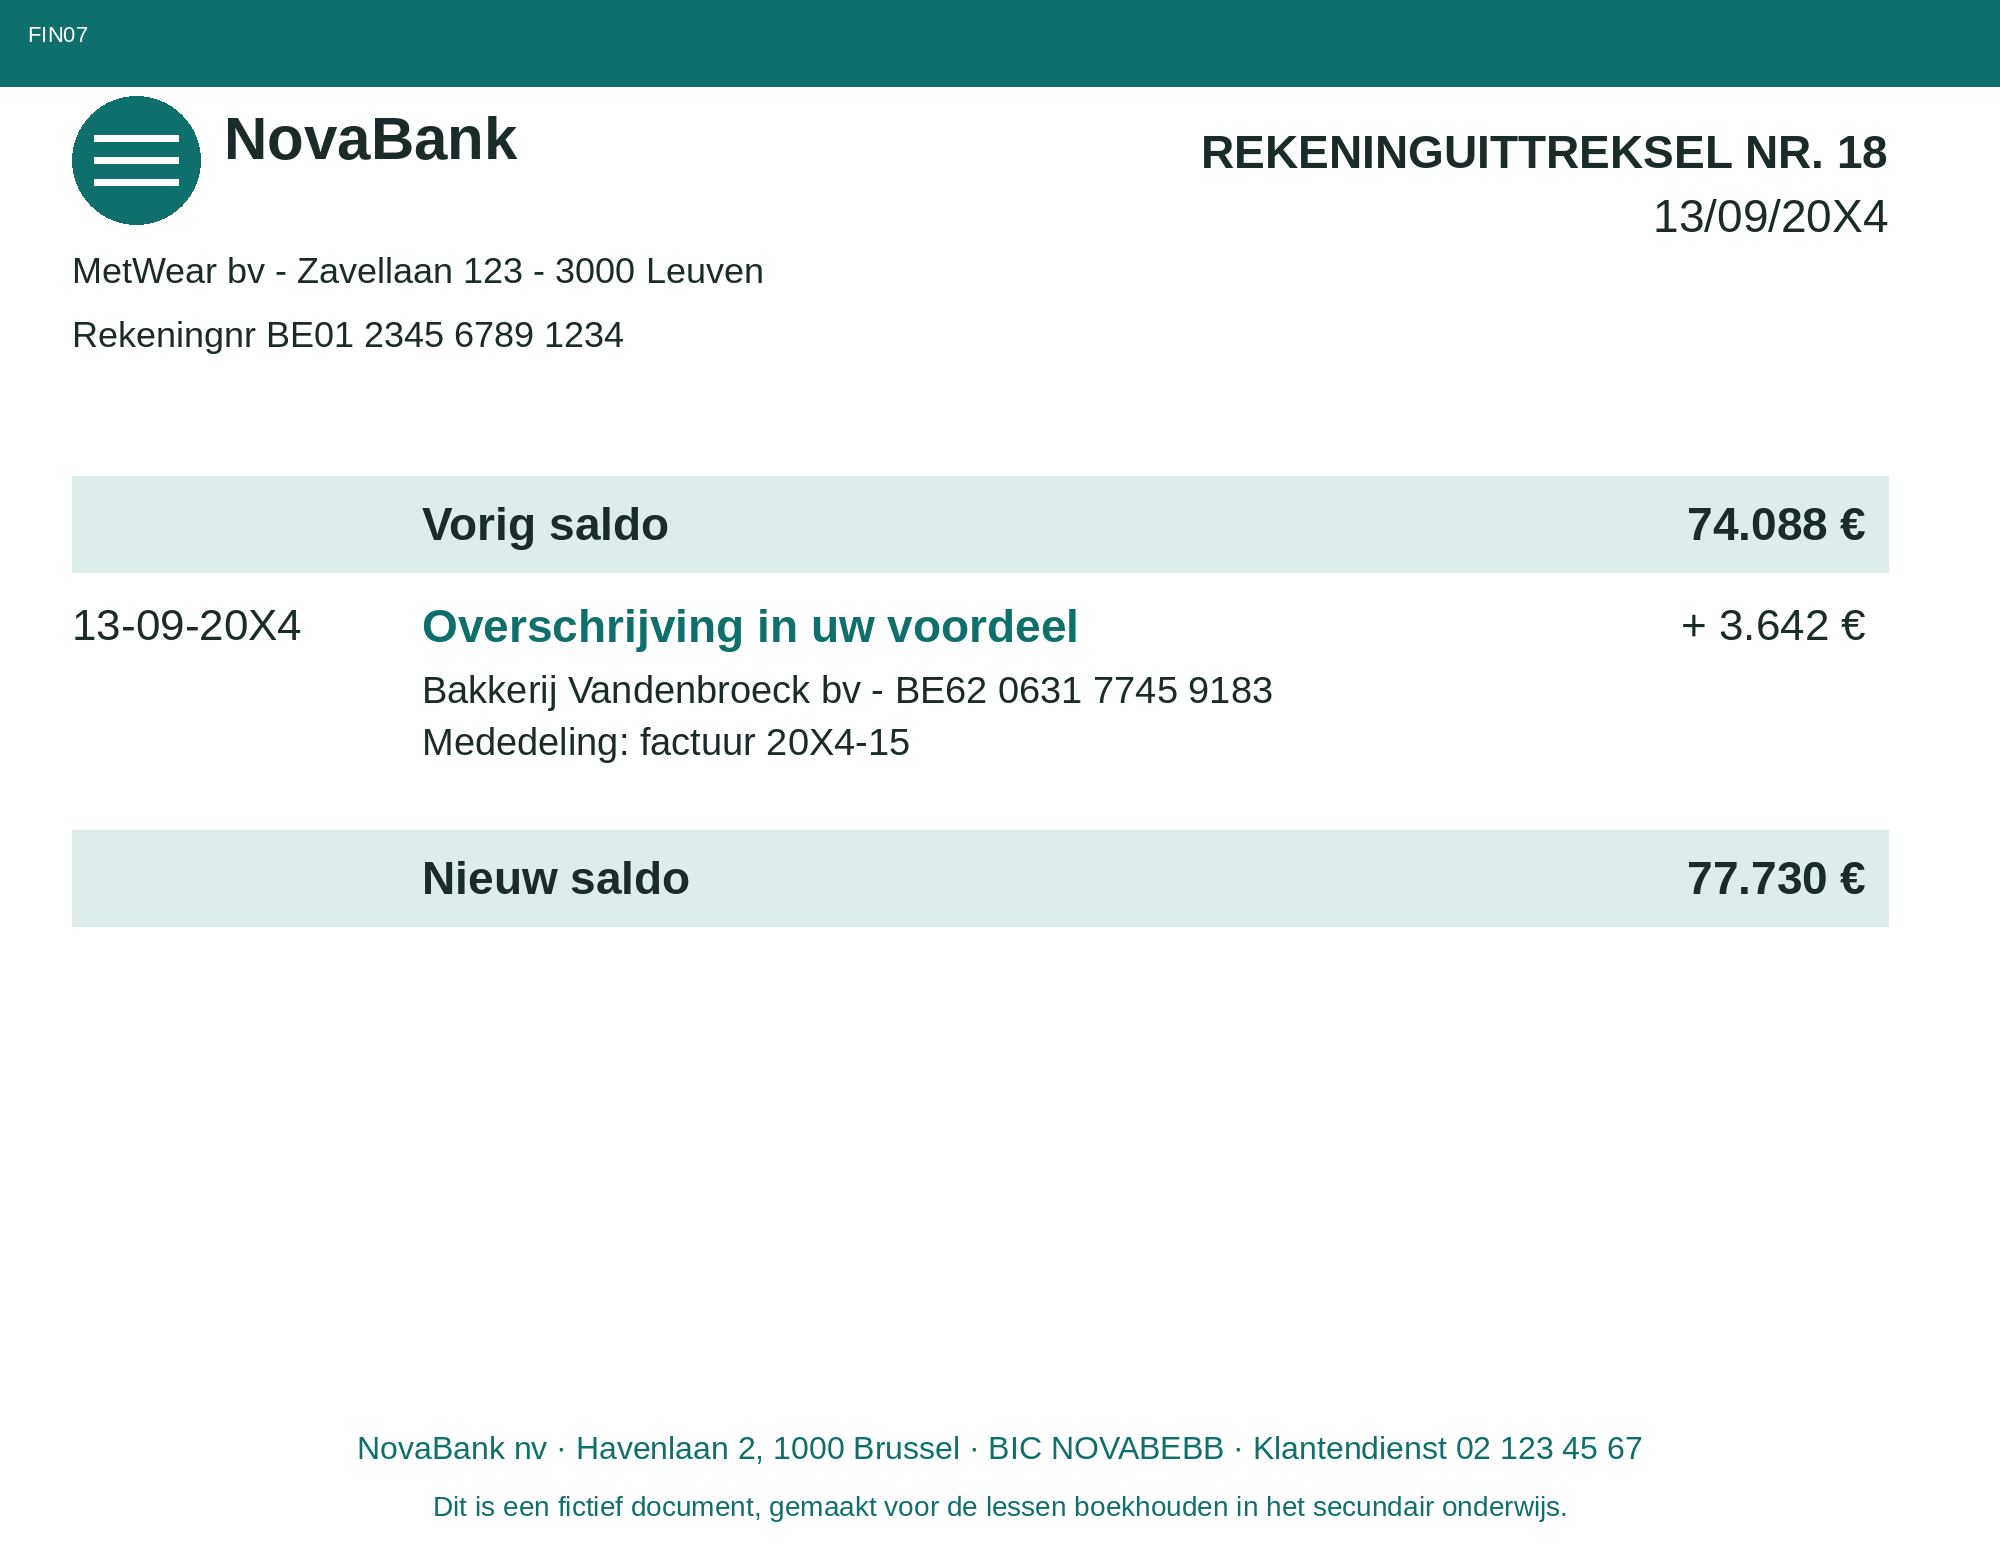 FIN07
NovaBank
REKENINGUITTREKSEL NR. 18
13/09/20X4
MetWear bv - Zavellaan 123 - 3000 Leuven
Rekeningnr BE01 2345 6789 1234
Vorig saldo 74.088 €
13-09-20X4 Overschrijving in uw voordeel + 3.642 €
Bakkerij Vandenbroeck bv - BE62 0631 7745 9183
Mededeling: factuur 20X4-15
Nieuw saldo 77.730 €
NovaBank nv · Havenlaan 2, 1000 Brussel · BIC NOVABEBB · Klantendienst 02 123 45 67
Dit is een fictief document, gemaakt voor de lessen boekhouden in het secundair onderwijs.